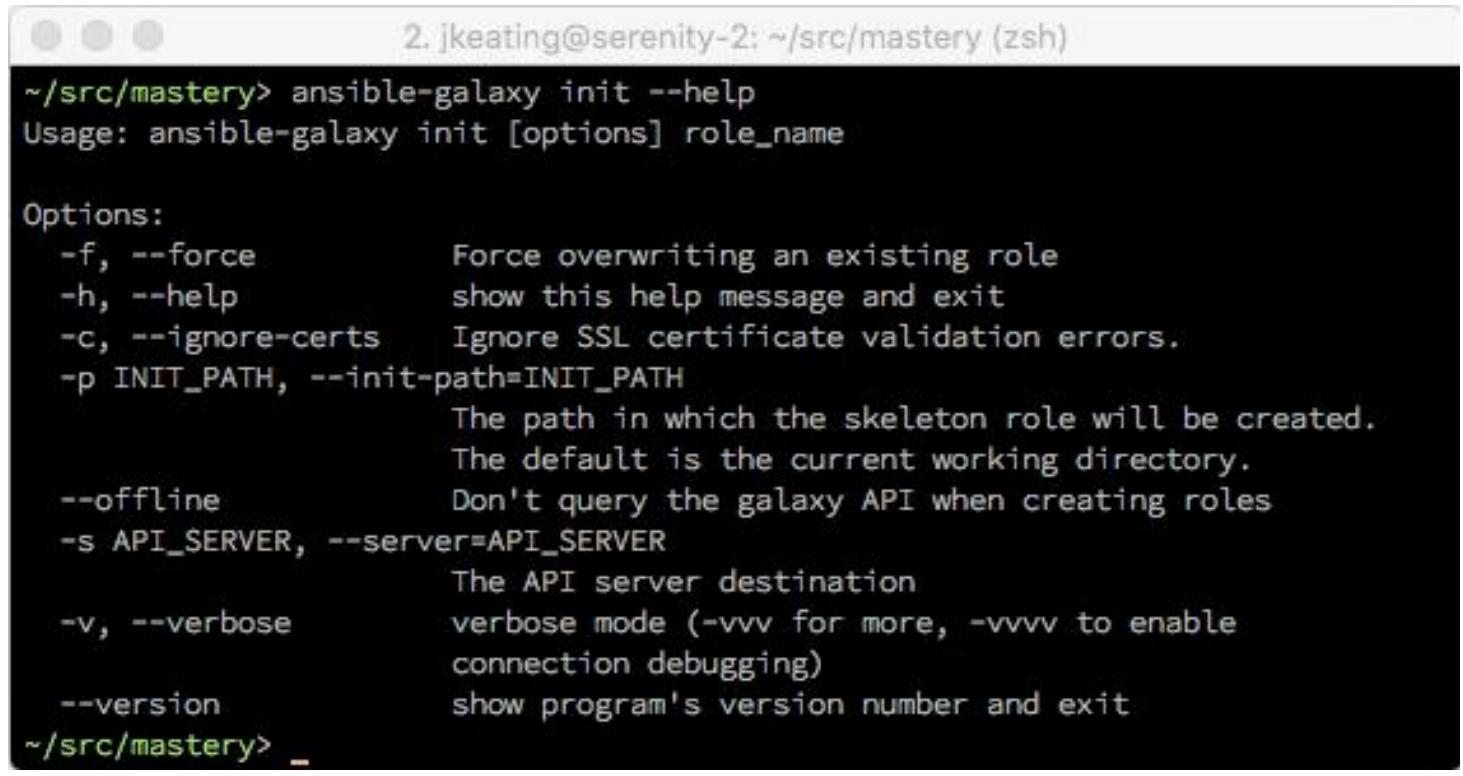 2. jkeating@serenity-2: ~/src/mastery (zsh)
~/src/mastery> ansible-galaxy init --help
Usage: ansible-galaxy init [options] role_name

Options:
  -f, --force           Force overwriting an existing role
  -h, --help            show this help message and exit
  -c, --ignore-certs    Ignore SSL certificate validation errors.
  -p INIT_PATH, --init-path=INIT_PATH
                        The path in which the skeleton role will be created.
                        The default is the current working directory.
  --offline             Don't query the galaxy API when creating roles
  -s API_SERVER, --server=API_SERVER
                        The API server destination
  -v, --verbose         verbose mode (-vvv for more, -vvvv to enable
                        connection debugging)
  --version             show program's version number and exit
~/src/mastery> _